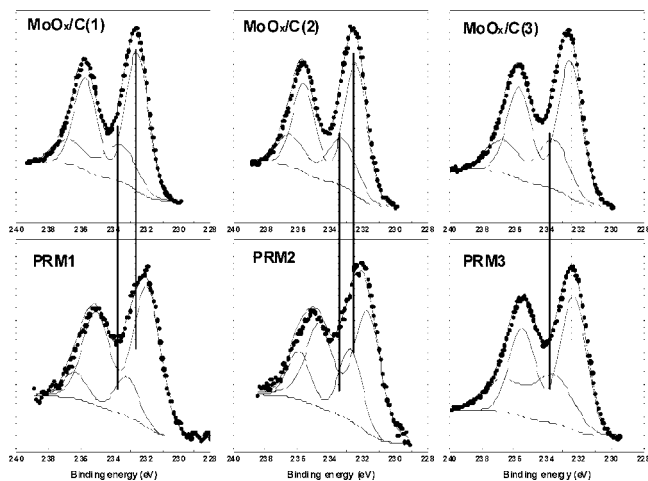 MoOx/C(1) MoOx/C(2) MoOx/C(3)
240 238 236 234 232 230 228 240 238 236 234 232 230 228 240 238 236 234 232 230 228
PRM1 PRM2 PRM3
240 238 236 234 232 230 228 240 238 236 234 232 230 228 240 238 236 234 232 230 228
Binding energy (eV) Binding energy (eV) Binding energy (eV)